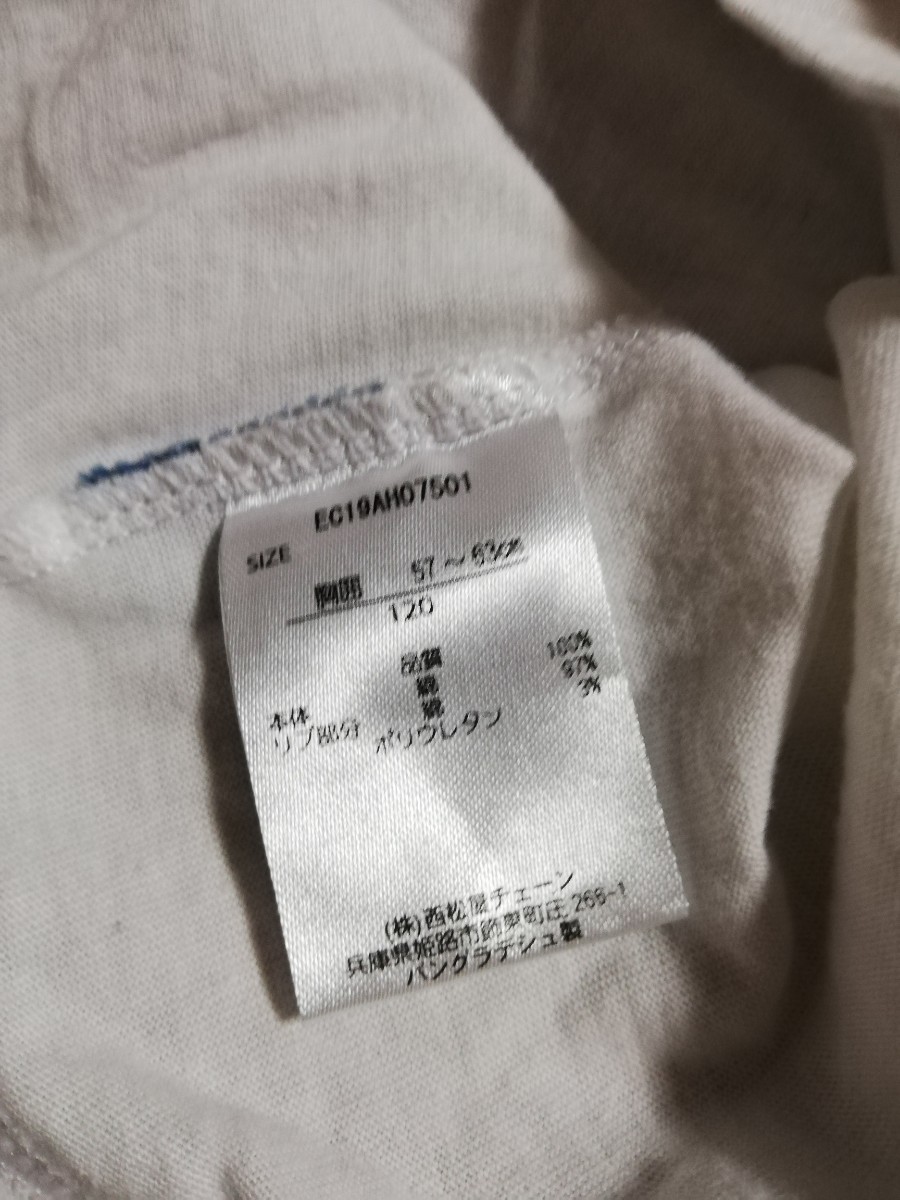 EC19AH07501
SIZE
胸囲 57～63cm
120
品質
本体 綿 100%
リブ部分 綿 97%
ポリウレタン 3%
(株)西松屋チェーン
兵庫県姫路市飾東町庄266-1
バングラデシュ製